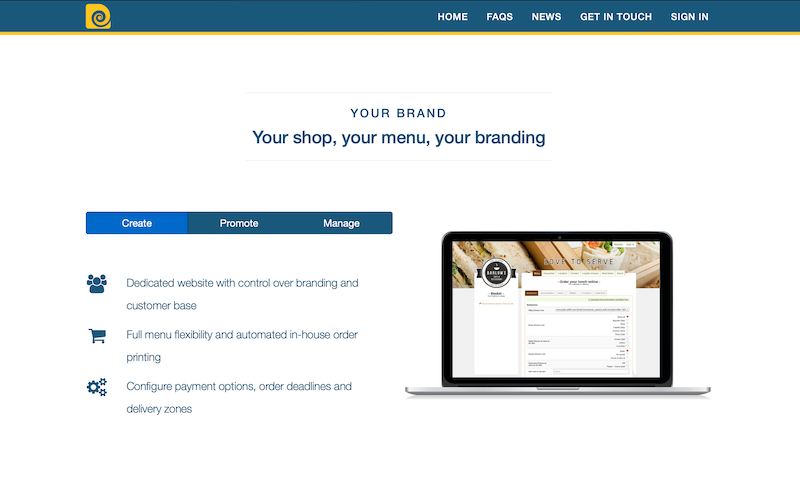 HOME FAQS NEWS GET IN TOUCH SIGN IN
YOUR BRAND
Your shop, your menu, your branding
Create Promote Manage
Dedicated website with control over branding and
customer base
Full menu flexibility and automated in-house order
printing
Configure payment options, order deadlines and
delivery zones
LOVE TO SERVE
BARLOW'S
Order your lunch online